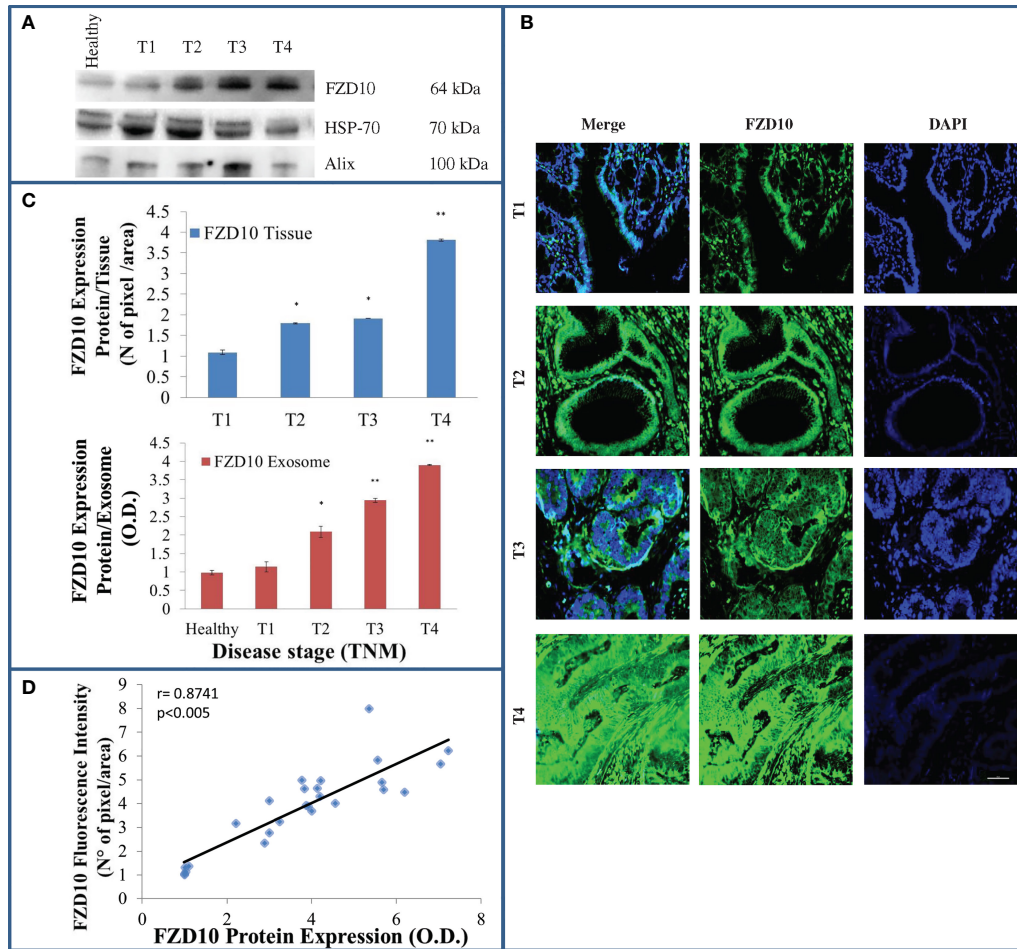 A
Healthy T1 T2 T3 T4
FZD10 64 kDa
HSP-70 70 kDa
Alix 100 kDa
B
Merge FZD10 DAPI
T1
T2
T3
T4
C
FZD10 Expression
Protein/Tissue
(N of pixel /area)
4.5
4
3.5
3
2.5
2
1.5
1
0.5
0
FZD10 Tissue
*
*
**
T1 T2 T3 T4
FZD10 Expression
Protein/Exosome
(O.D.)
4.5
4
3.5
3
2.5
2
1.5
1
0.5
0
FZD10 Exosome
*
**
**
Healthy T1 T2 T3 T4
Disease stage (TNM)
D
FZD10 Fluorescence Intensity
(N° of pixel/area)
9
8
7
6
5
4
3
2
1
0
r= 0.8741
p<0.005
0 2 4 6 8
FZD10 Protein Expression (O.D.)